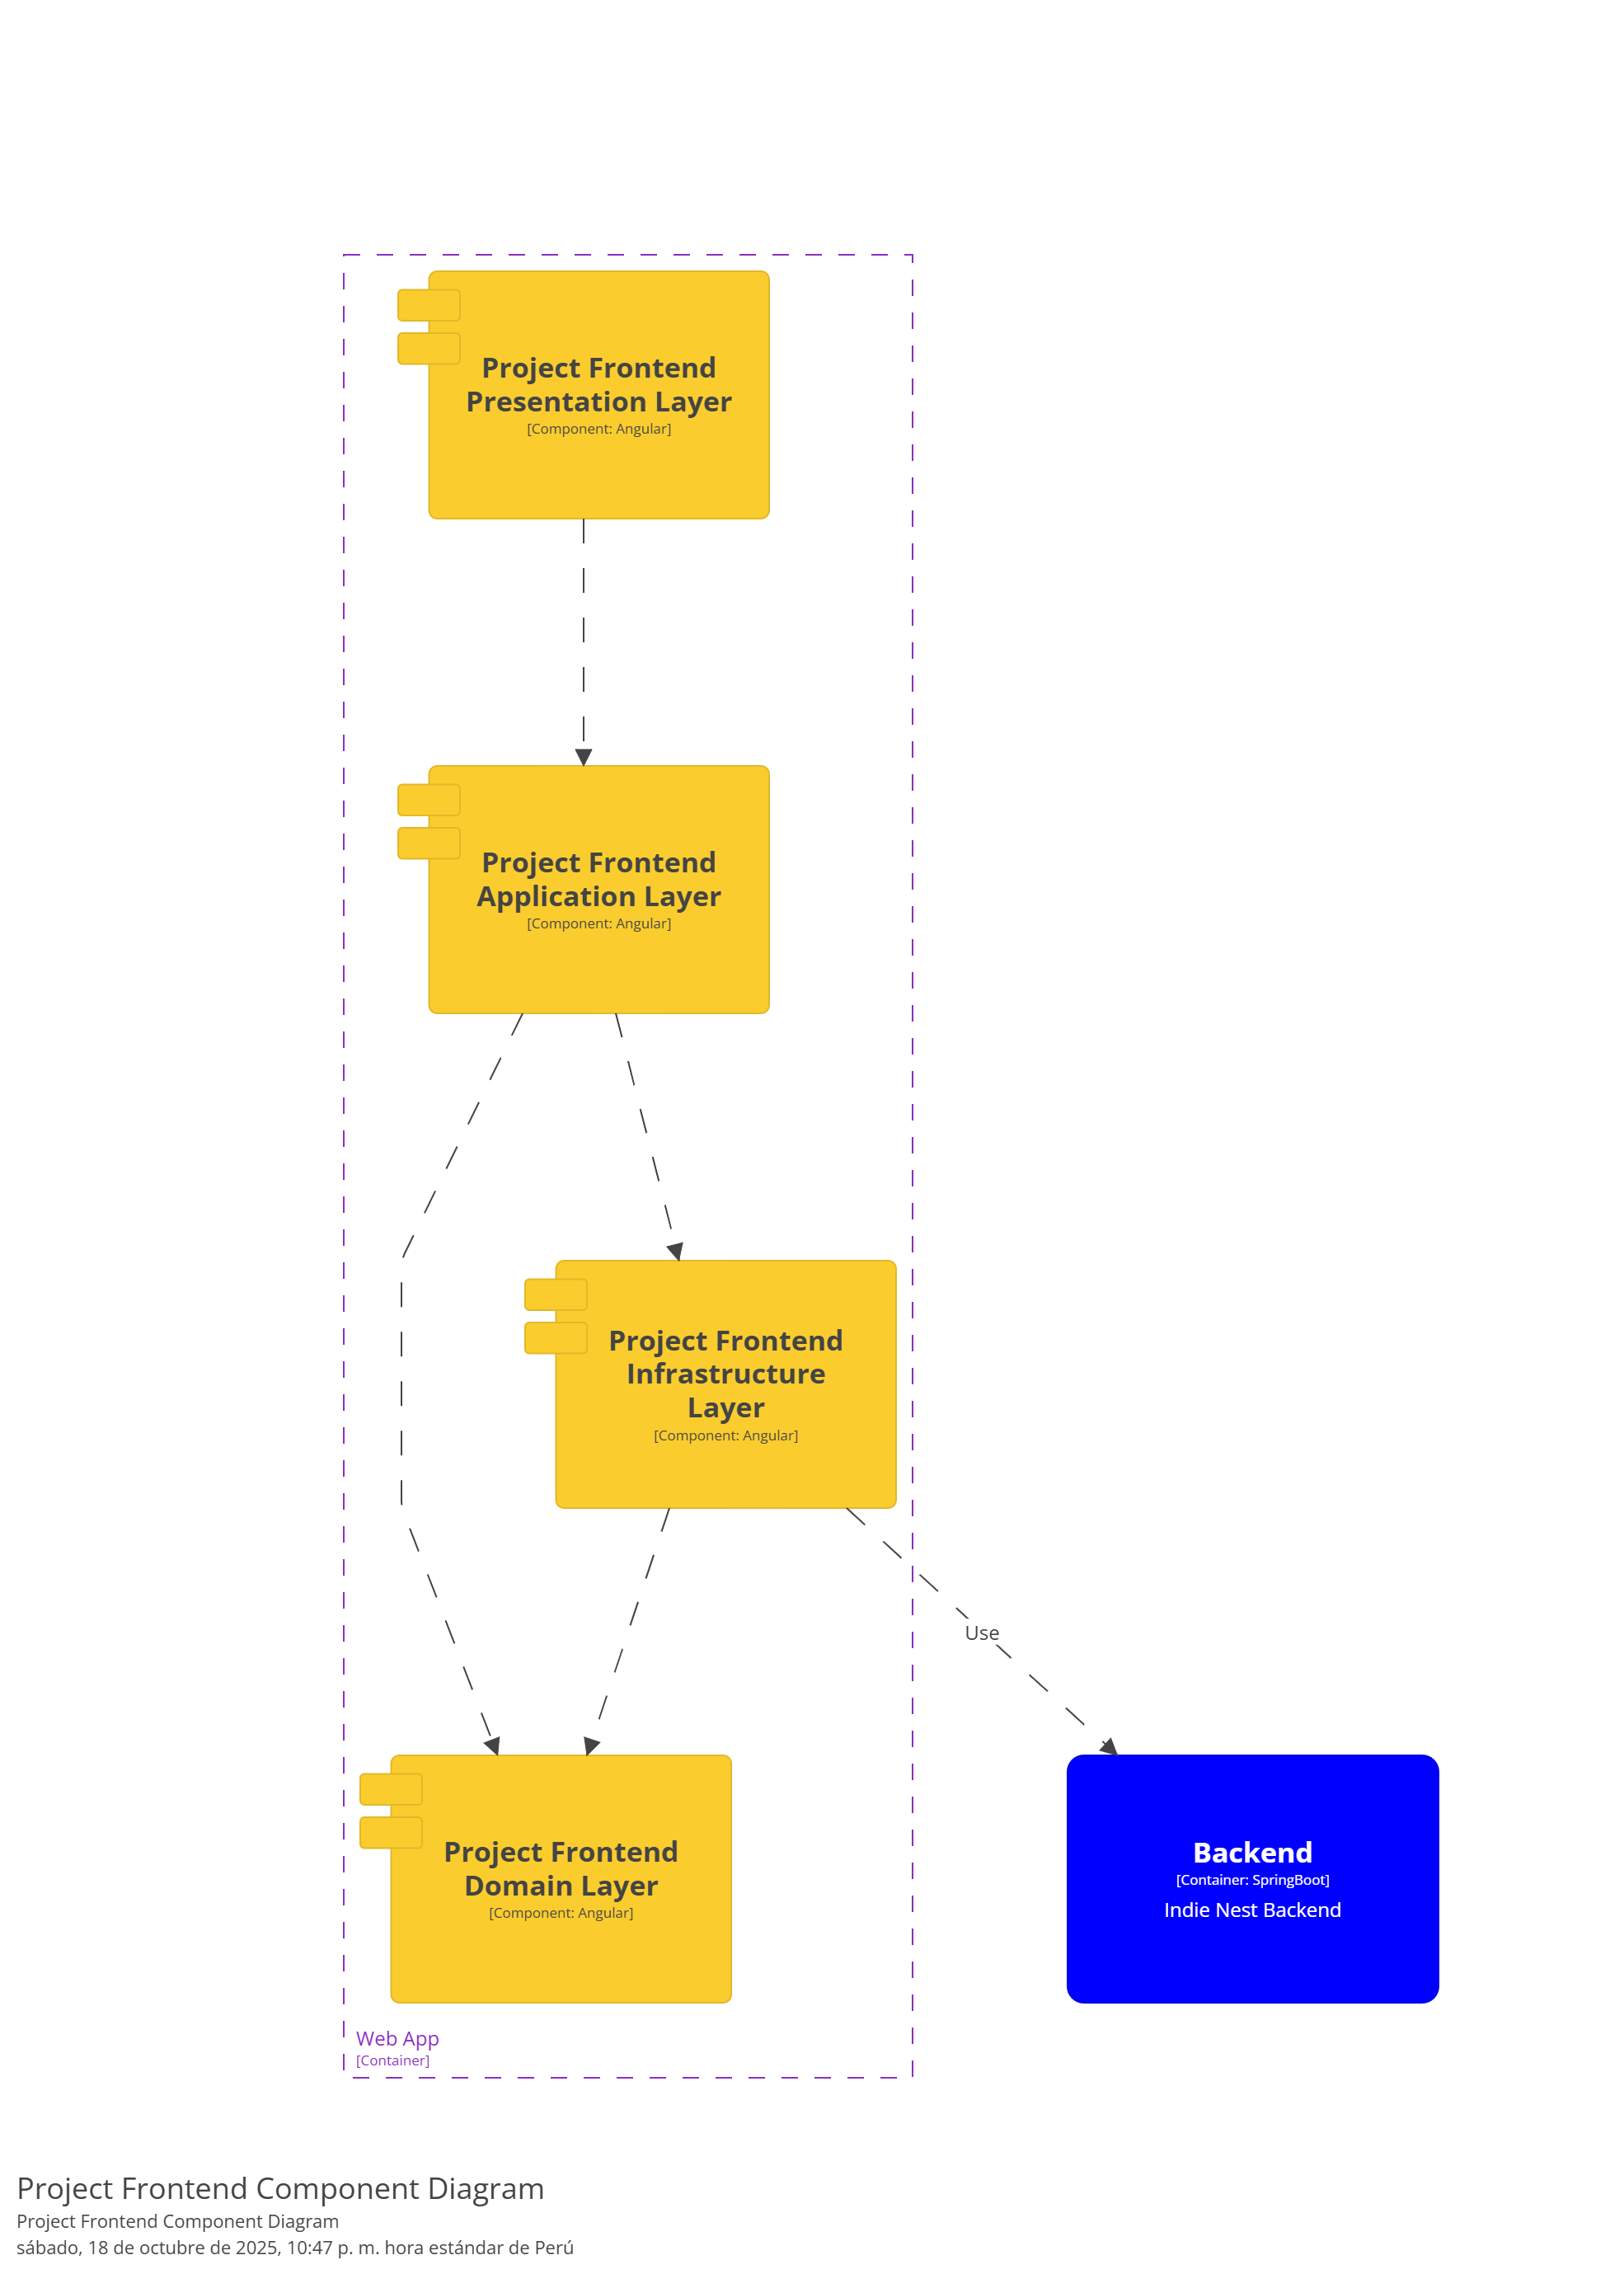 Project Frontend
Presentation Layer
[Component: Angular]
Project Frontend
Application Layer
[Component: Angular]
Project Frontend
Infrastructure
Layer
[Component: Angular]
Use
Project Frontend
Domain Layer
[Component: Angular]
Backend
[Container: SpringBoot]
Indie Nest Backend
Web App
[Container]
Project Frontend Component Diagram
Project Frontend Component Diagram
sábado, 18 de octubre de 2025, 10:47 p. m. hora estándar de Perú